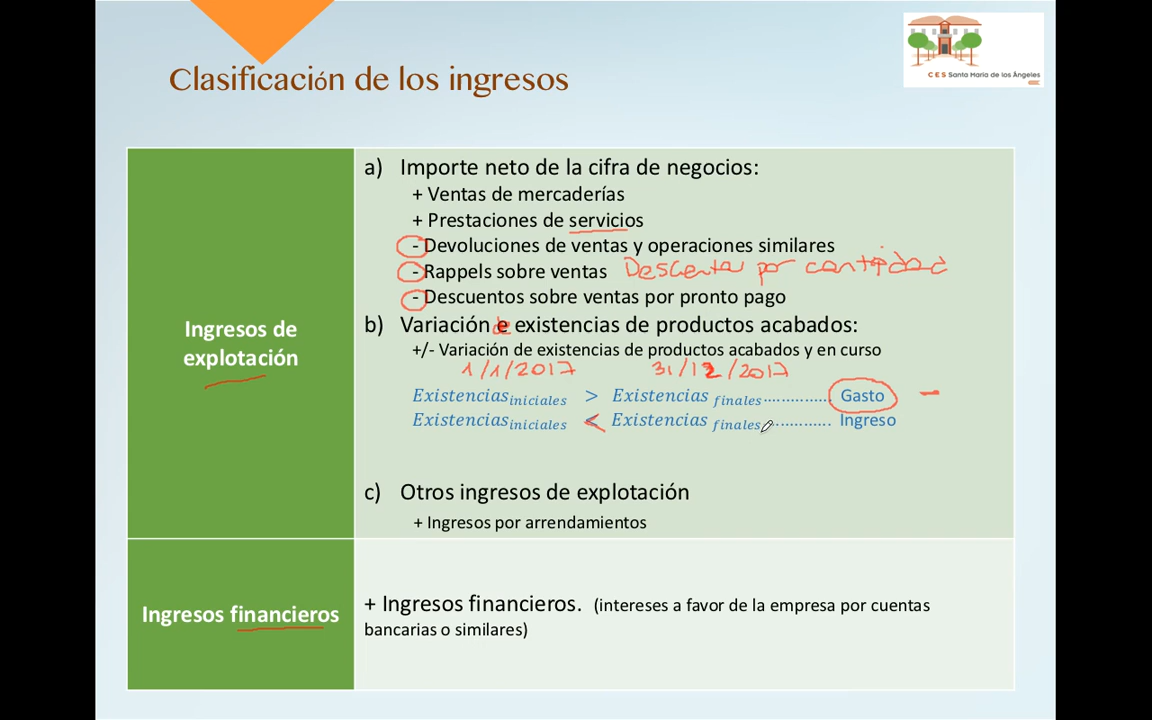 Clasificación de los ingresos
C E S Santa María de los Ángeles
Ingresos de
explotación
a) Importe neto de la cifra de negocios:
+ Ventas de mercaderías
+ Prestaciones de servicios
- Devoluciones de ventas y operaciones similares
- Rappels sobre ventas Descuentos por cantidad
- Descuentos sobre ventas por pronto pago
b) Variación de existencias de productos acabados:
+/- Variación de existencias de productos acabados y en curso
1/1/2017 31/12/2017
Existencias iniciales > Existencias finales.............. Gasto -
Existencias iniciales < Existencias finales.............. Ingreso
c) Otros ingresos de explotación
+ Ingresos por arrendamientos
Ingresos financieros
+ Ingresos financieros. (intereses a favor de la empresa por cuentas
bancarias o similares)